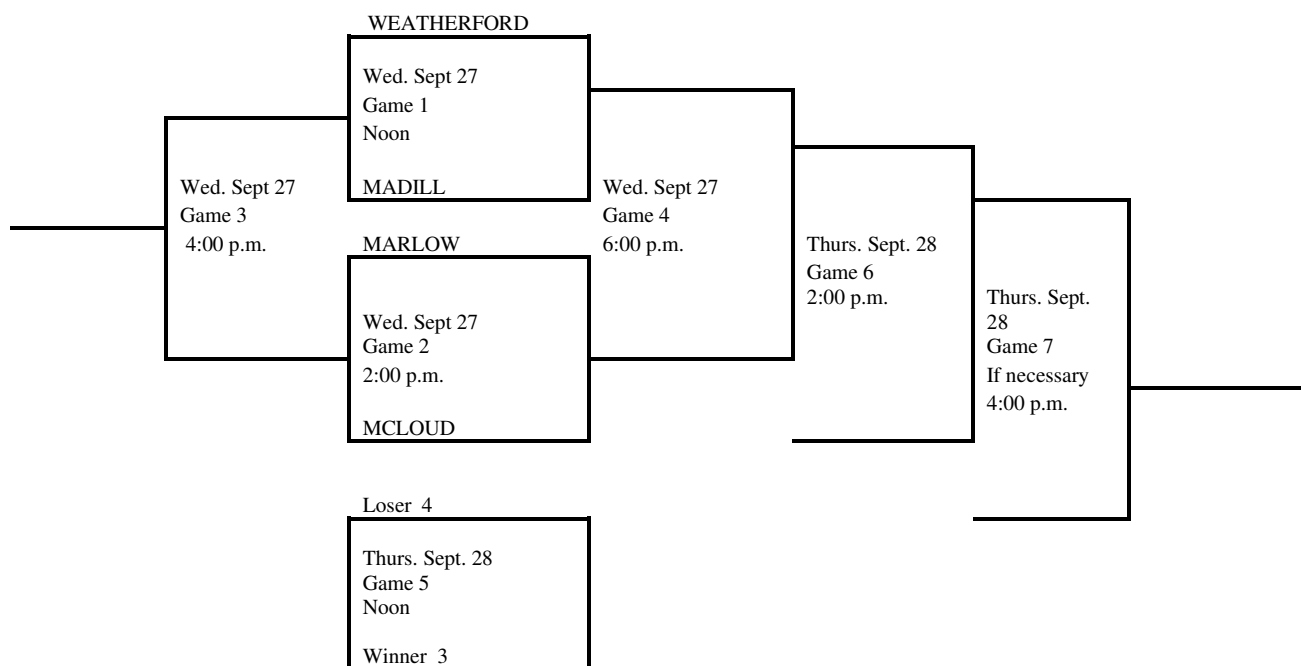 WEATHERFORD
Wed. Sept 27
Game 1
Noon
MADILL
Wed. Sept 27
Game 3
4:00 p.m.
MARLOW
Wed. Sept 27
Game 2
2:00 p.m.
MCLOUD
Wed. Sept 27
Game 4
6:00 p.m.
Thurs. Sept. 28
Game 6
2:00 p.m.
Thurs. Sept.
28
Game 7
If necessary
4:00 p.m.
Loser 4
Thurs. Sept. 28
Game 5
Noon
Winner 3